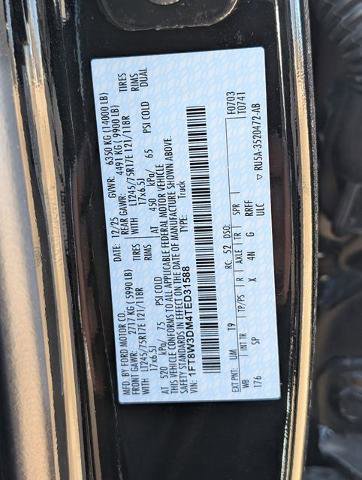 MFD. BY FORD MOTOR CO.
12/25 GVWR: 6350 KG (14000 LB)
FRONT GAWR: 2717 KG (5990 LB) REAR GAWR: 4491 KG (9900 LB)
WITH LT245/75R17E 121/118R TIRES WITH LT245/75R17E 121/118R TIRES
17x6.5J RIMS 17x6.5J RIMS
AT 520 kPa/ 75 PSI COLD AT 450 kPa/ 65 PSI COLD DUAL
THIS VEHICLE CONFORMS TO ALL APPLICABLE FEDERAL MOTOR VEHICLE
SAFETY STANDARDS IN EFFECT ON THE DATE OF MANUFACTURE SHOWN ABOVE.
VIN: 1FT8W3DM4TED31588 TYPE: Truck
F0703
T0741
EXT PNT: UM RC: 52 DSO:
WB INT TR TP/PS R AXLE TR SPR
176 SP X 4N G RREF
ULC
RU5A-3520472-AB